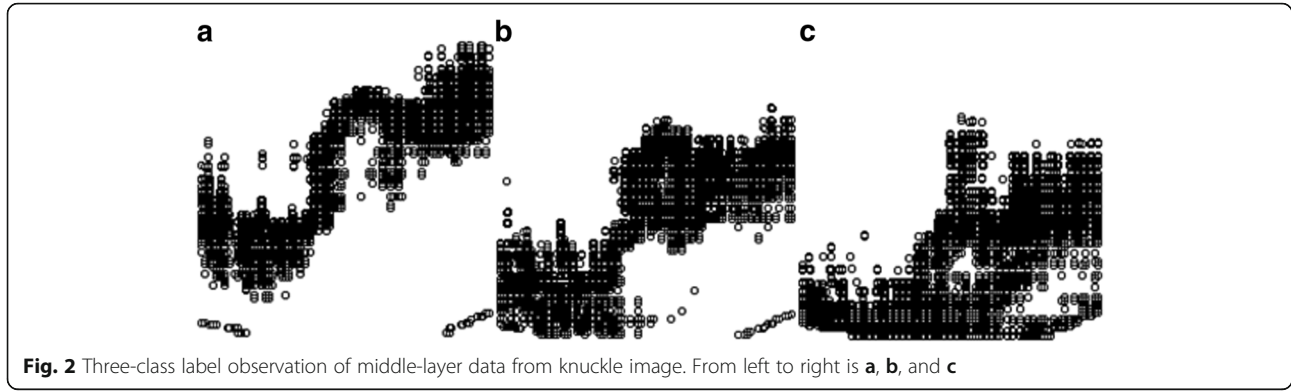 a b c
Fig. 2 Three-class label observation of middle-layer data from knuckle image. From left to right is a, b, and c